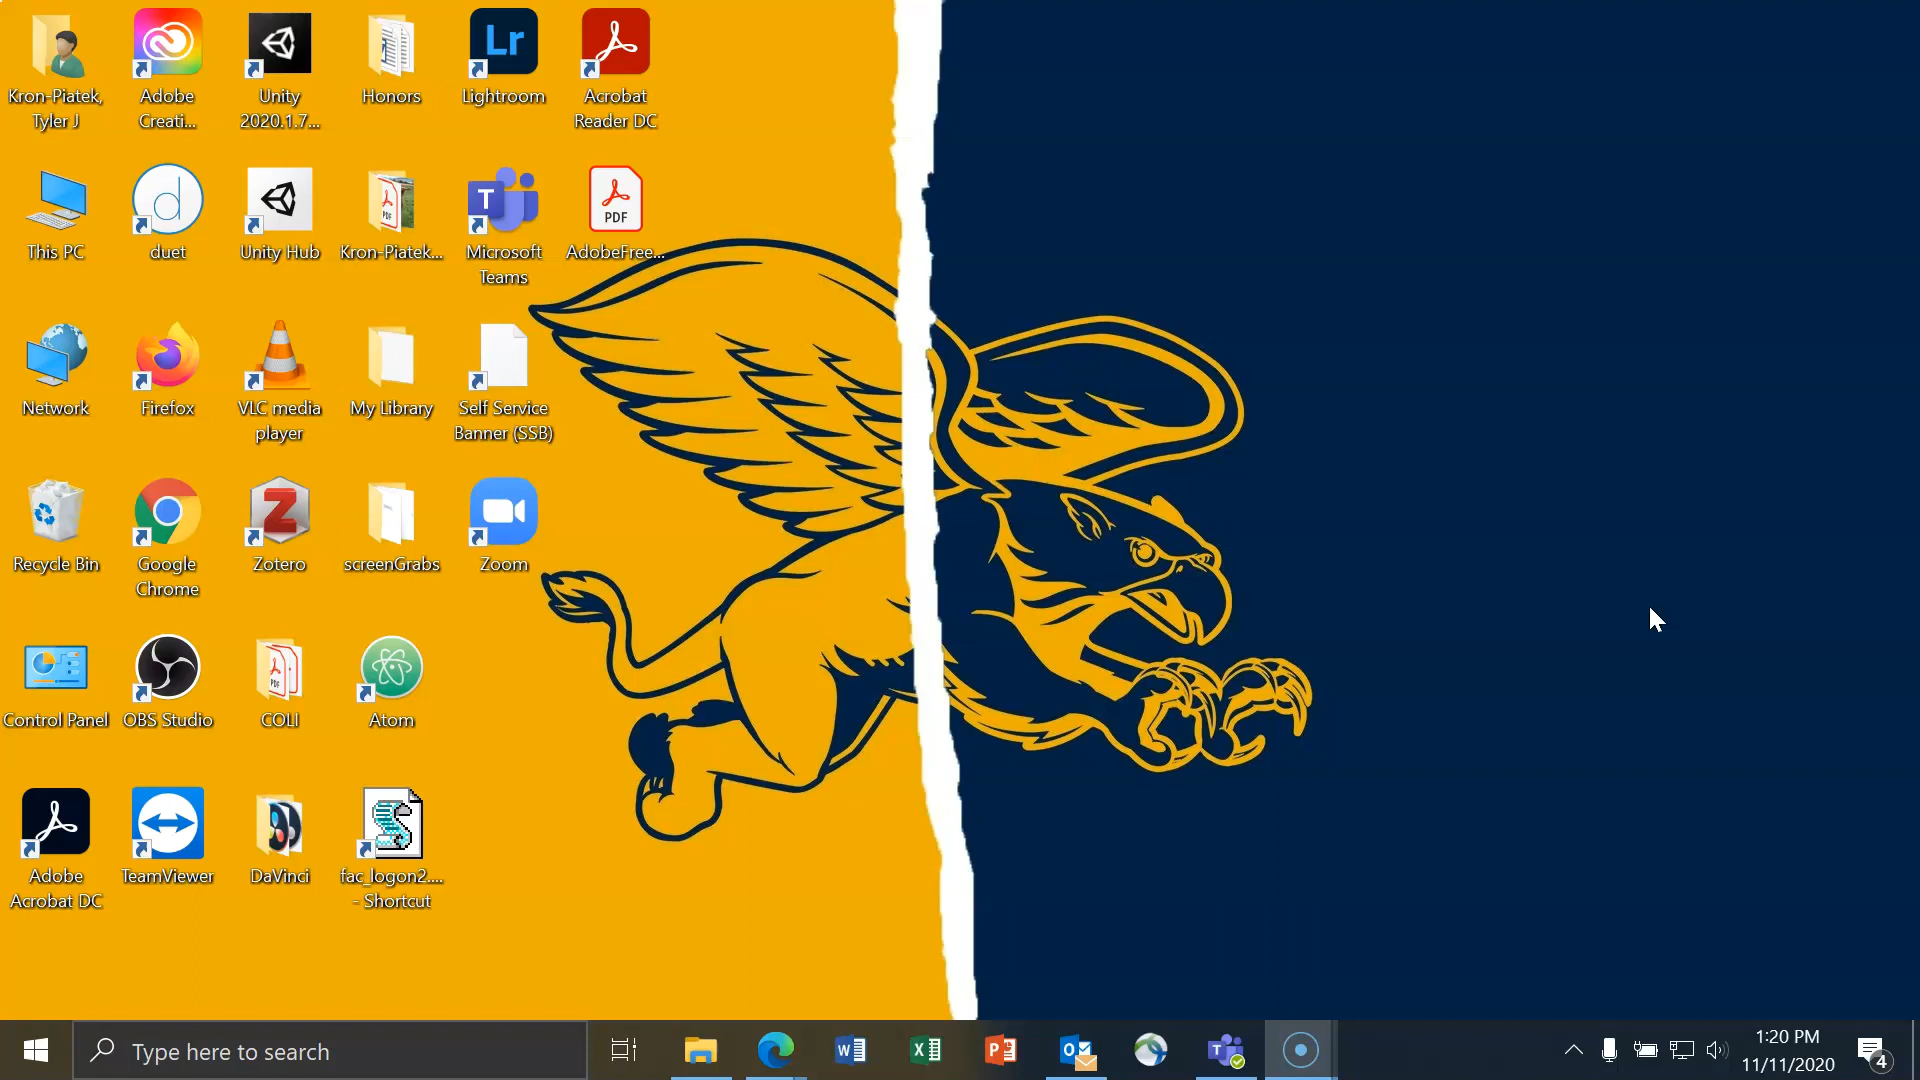 Kron-Piatek,
Tyler J
Adobe
Creati...
Unity
2020.1.7...
Honors
Lr
Lightroom
Acrobat
Reader DC
This PC
d
duet
Unity Hub
PDF
Kron-Piatek...
T
Microsoft
Teams
PDF
AdobeFree...
Network
Firefox
VLC media
player
My Library
Self Service
Banner (SSB)
Recycle Bin
Google
Chrome
Z
Zotero
screenGrabs
Zoom
Control Panel
OBS Studio
PDF
COLI
Atom
Adobe
Acrobat DC
TeamViewer
DaVinci
fac_logon2....
- Shortcut
Type here to search
W
X
P
O
T
1:20 PM
11/11/2020
4